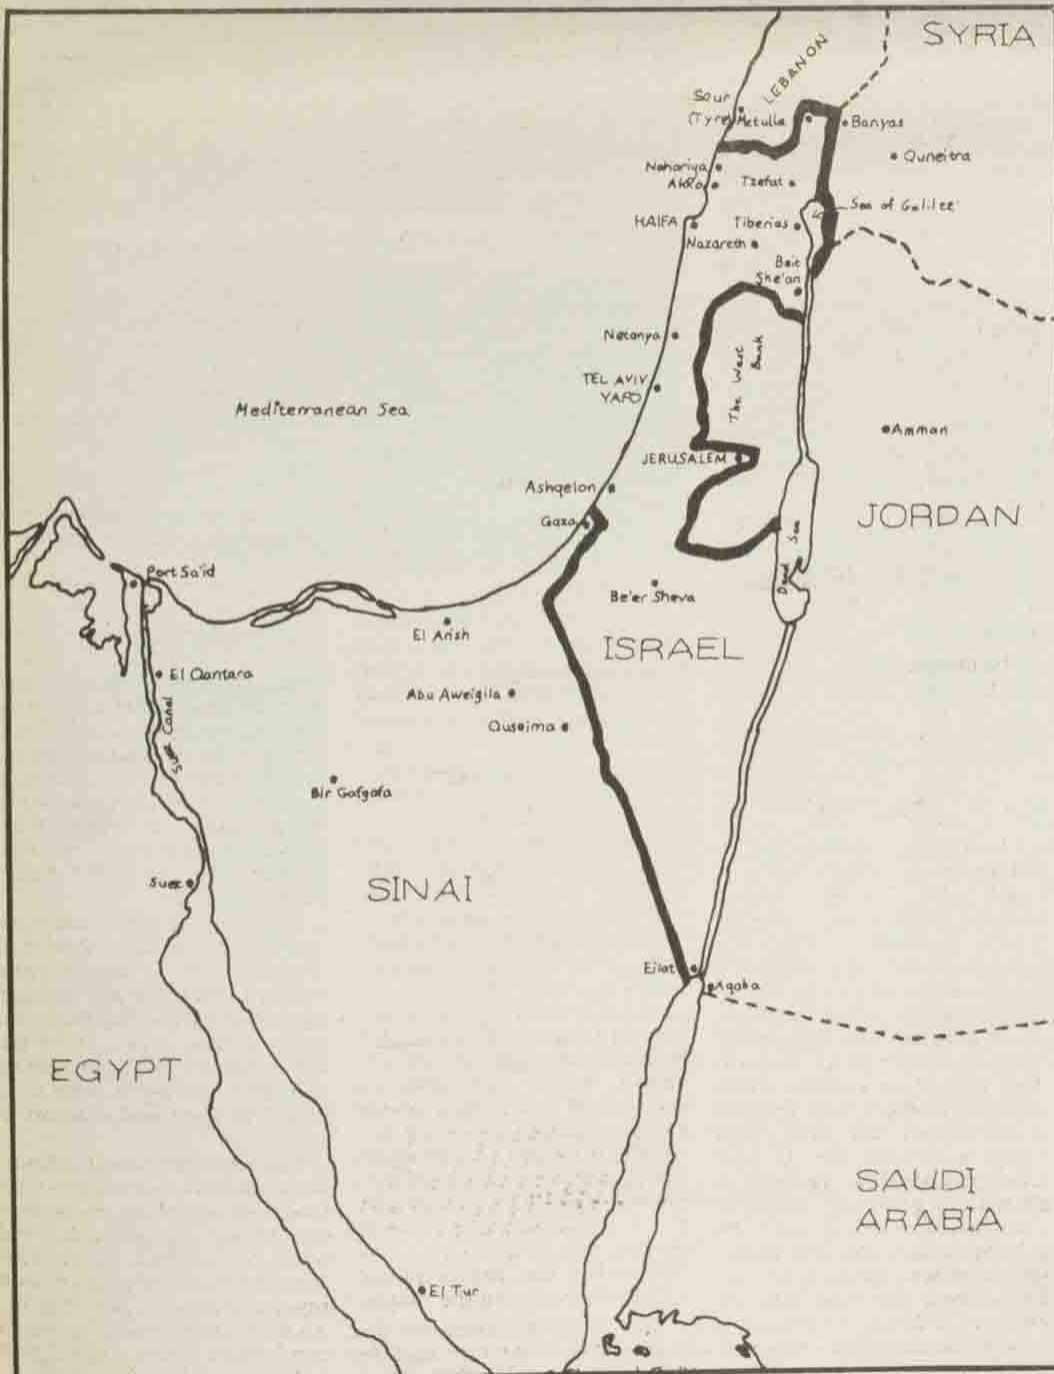 SYRIA
LEBANON
Sour
(Tyre)
Metulla
Banyas
Quneitra
Nahariya
Akko
Tzefat
Sea of Galilee
HAIFA
Tiberias
Nazareth
Beit
She'an
Netanya
The West
Bank
TEL AVIV
YAFO
Mediterranean Sea
Amman
JERUSALEM
Ashqelon
JORDAN
Gaza
Dead Sea
Port Sa'id
Be'er Sheva
El Arish
ISRAEL
El Qantara
Abu Aweigila
Suez Canal
Quseima
Bir Gafgafa
Suez
SINAI
Eilat
Aqaba
EGYPT
SAUDI
ARABIA
El Tur